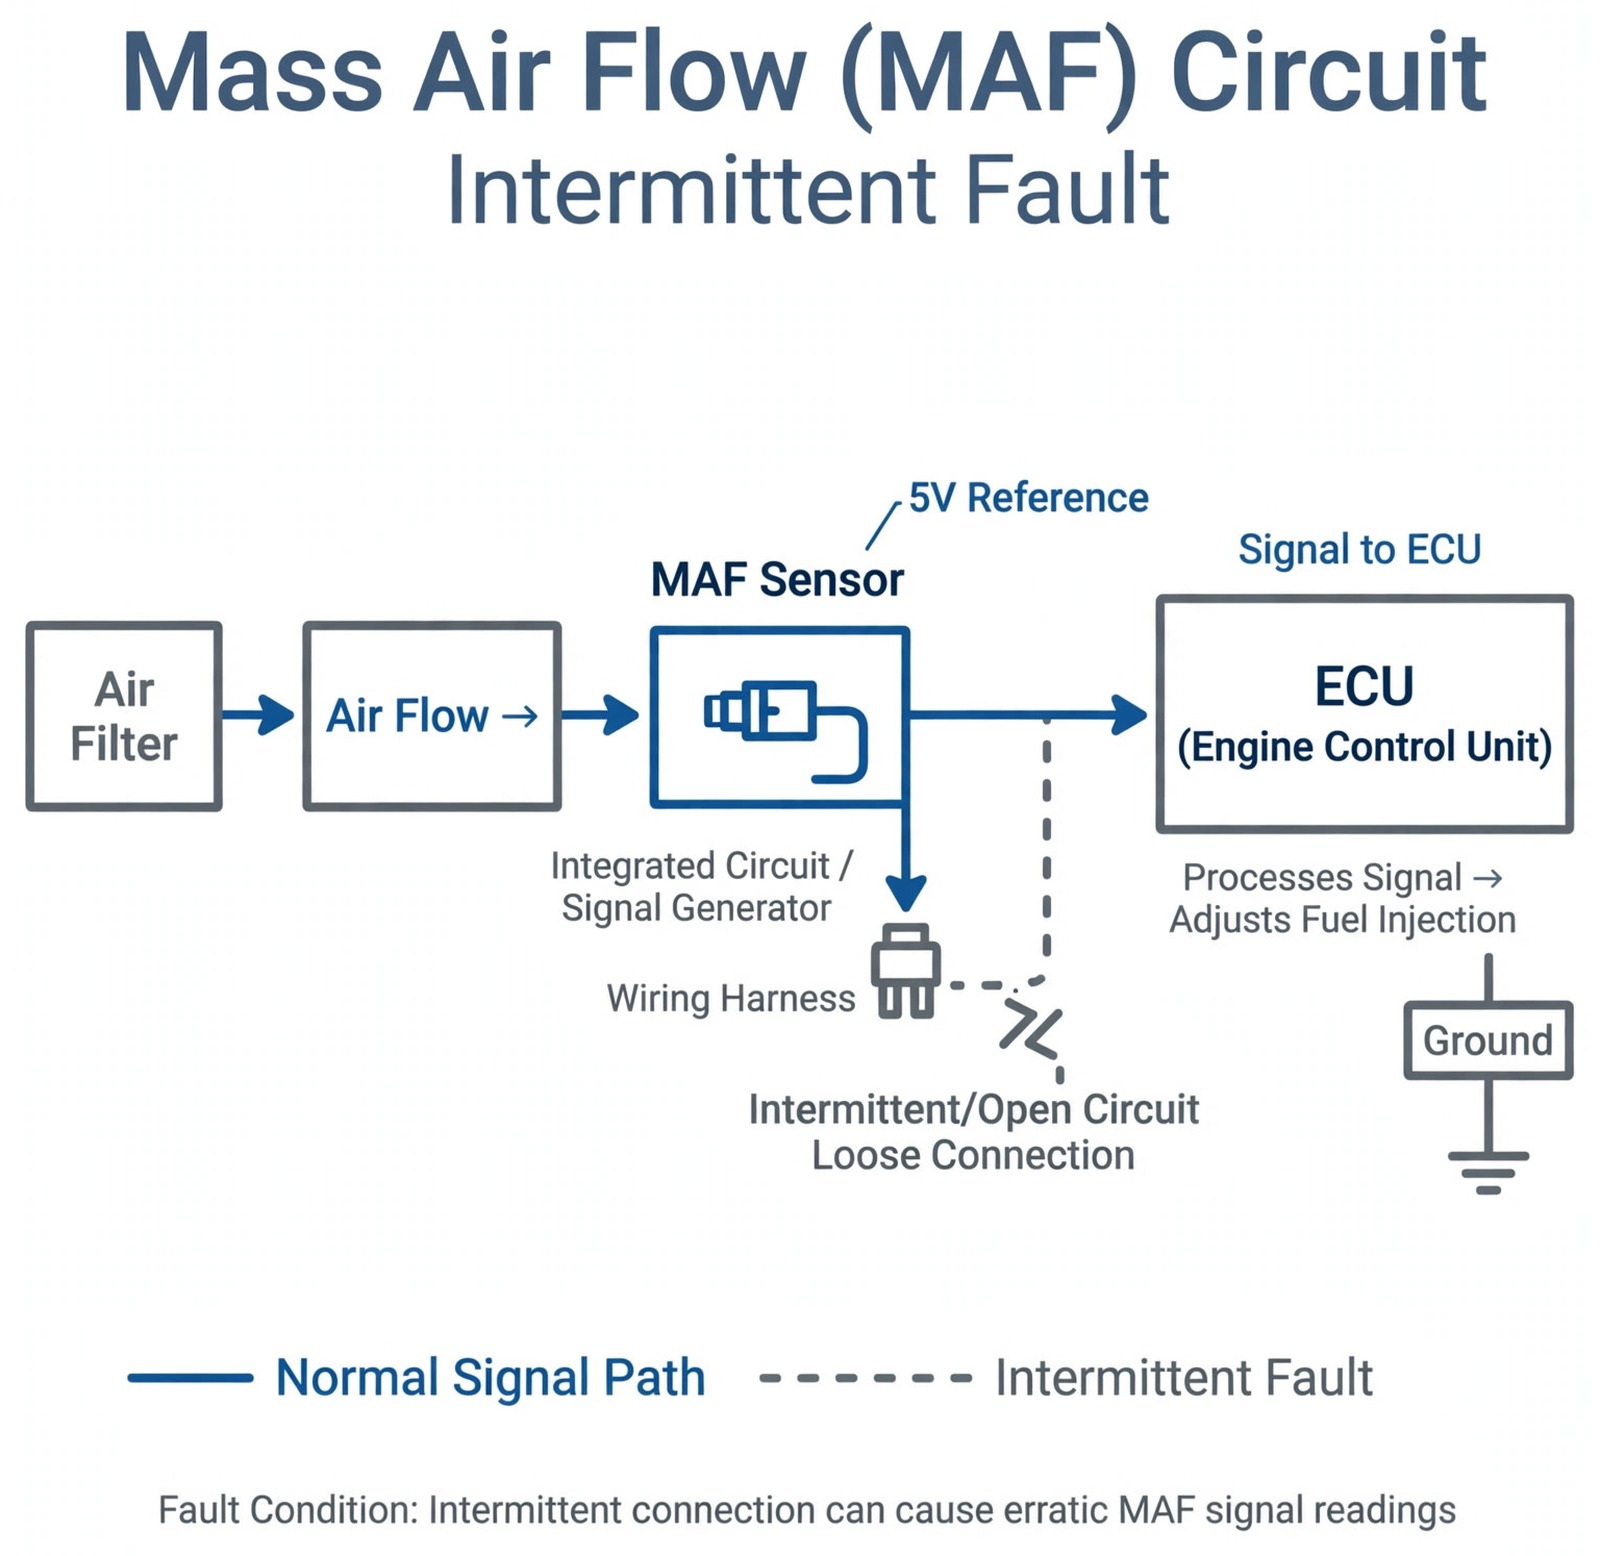 Mass Air Flow (MAF) Circuit
Intermittent Fault
5V Reference
Signal to ECU
MAF Sensor
Air
Filter
Air Flow →
ECU
(Engine Control Unit)
Integrated Circuit /
Signal Generator
Processes Signal →
Adjusts Fuel Injection
Wiring Harness
Ground
Intermittent/Open Circuit
Loose Connection
Normal Signal Path
Intermittent Fault
Fault Condition: Intermittent connection can cause erratic MAF signal readings